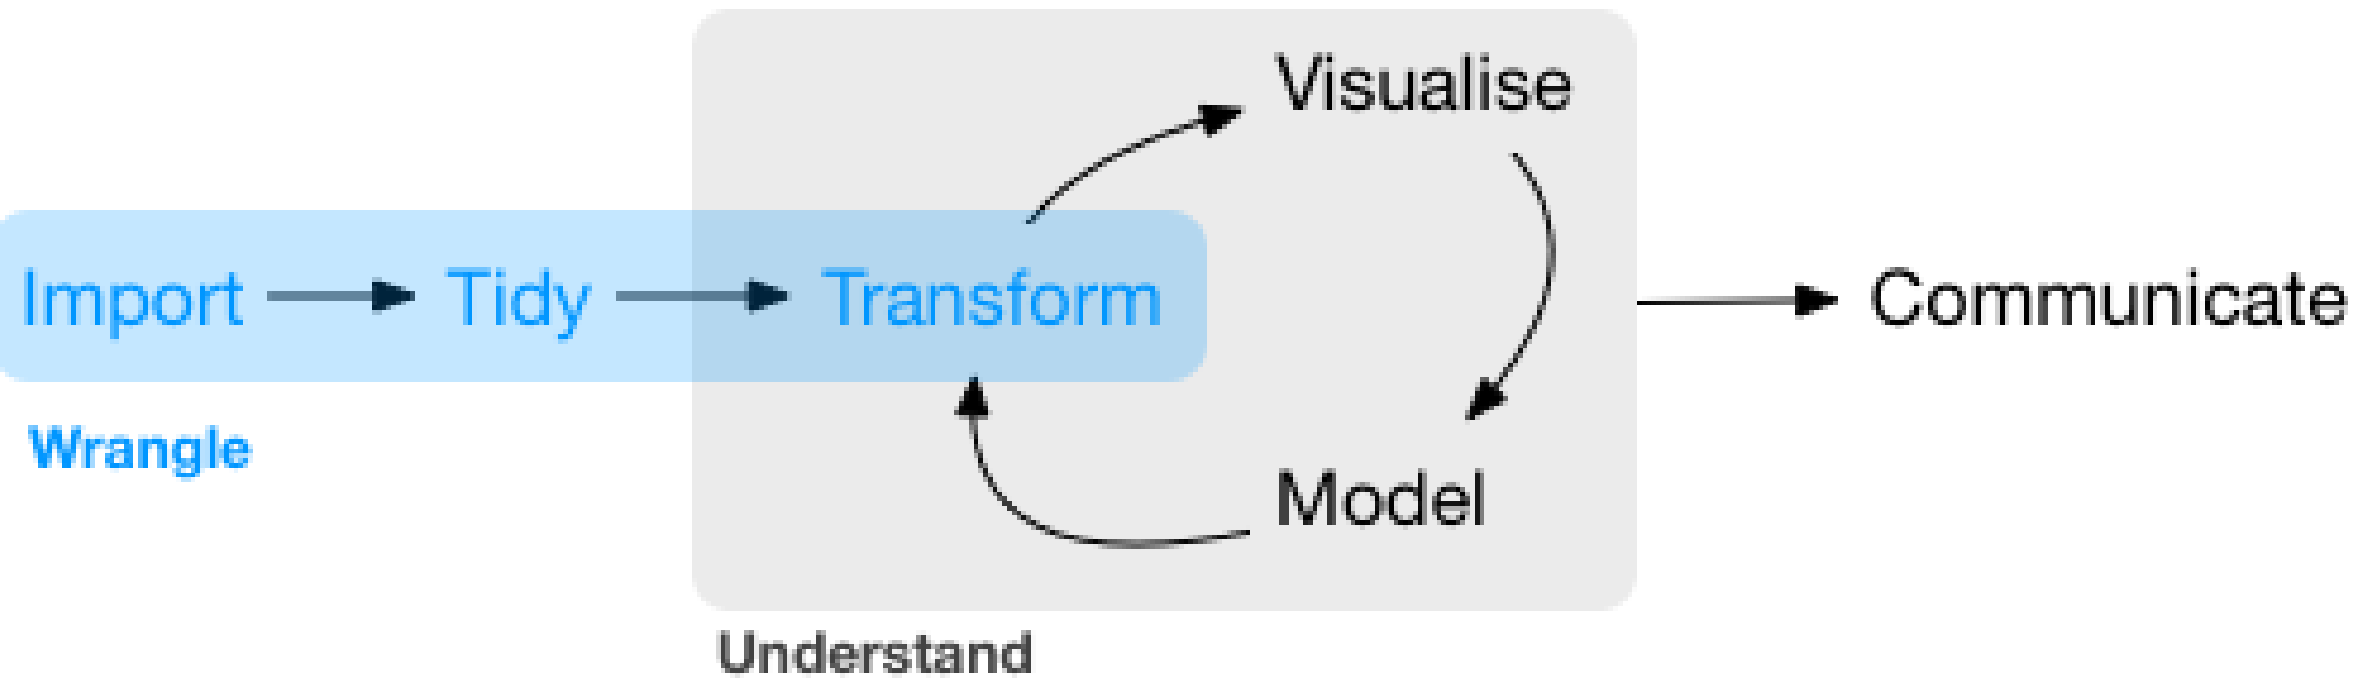 Visualise
Import Tidy Transform Communicate
Wrangle
Model
Understand